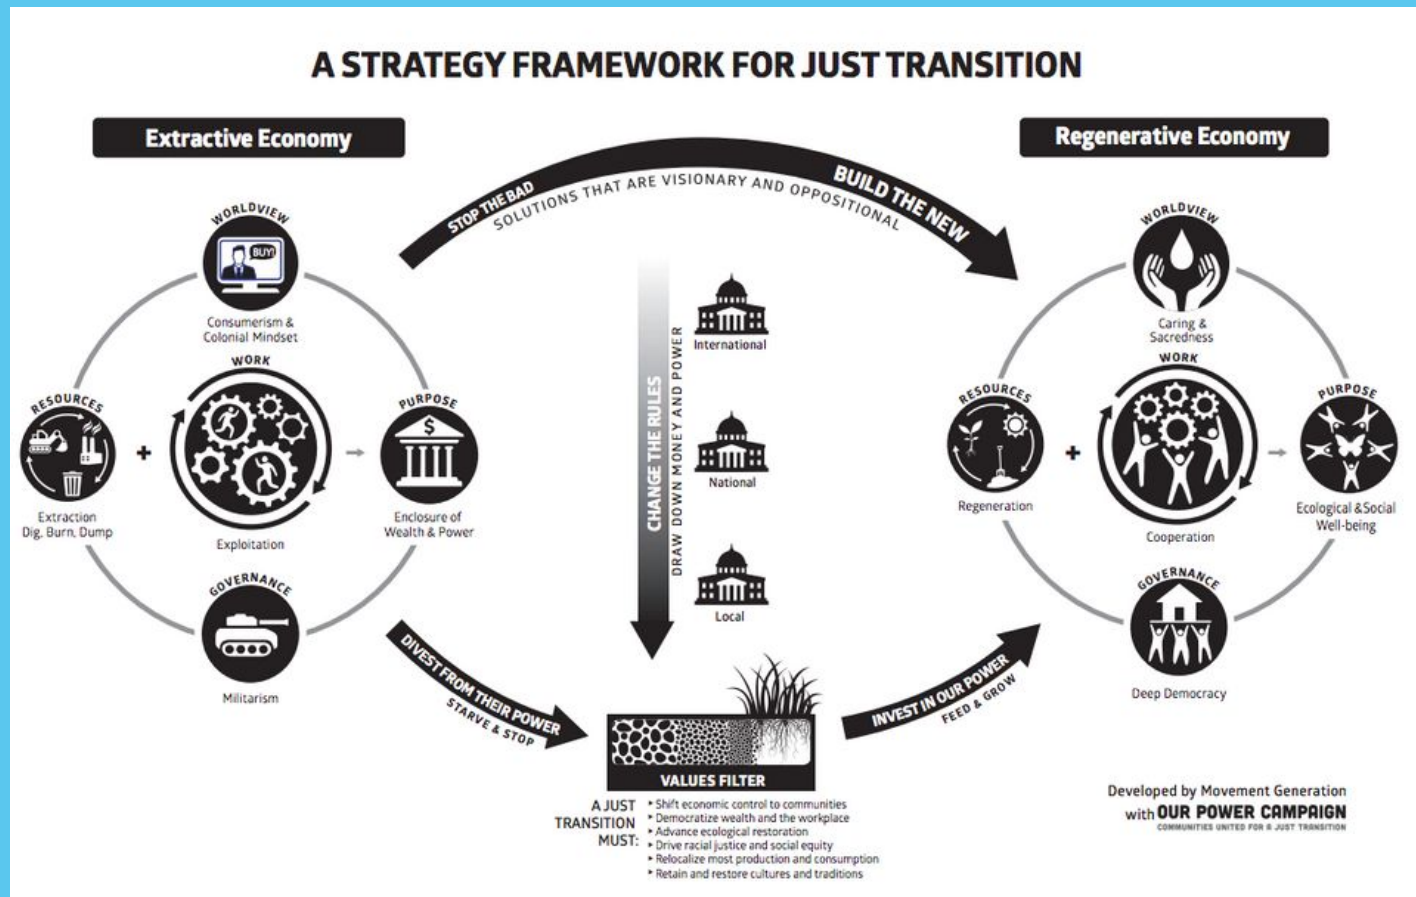 A STRATEGY FRAMEWORK FOR JUST TRANSITION
Extractive Economy
WORLDVIEW
BUY!
Consumerism &
Colonial Mindset
WORK
RESOURCES
PURPOSE
$
+
Extraction
Dig, Burn, Dump
Exploitation
Enclosure of
Wealth & Power
GOVERNANCE
Militarism
STOP THE BAD
BUILD THE NEW
SOLUTIONS THAT ARE VISIONARY AND OPPOSITIONAL
CHANGE THE RULES
DRAW DOWN MONEY AND POWER
International
National
Local
DIVEST FROM THEIR POWER
STARVE & STOP
INVEST IN OUR POWER
FEED & GROW
VALUES FILTER
A JUST
TRANSITION
MUST:
‣ Shift economic control to communities
‣ Democratize wealth and the workplace
‣ Advance ecological restoration
‣ Drive racial justice and social equity
‣ Relocalize most production and consumption
‣ Retain and restore cultures and traditions
Regenerative Economy
WORLDVIEW
Caring &
Sacredness
WORK
RESOURCES
PURPOSE
+
Regeneration
Cooperation
Ecological & Social
Well-being
GOVERNANCE
Deep Democracy
Developed by Movement Generation
with OUR POWER CAMPAIGN
COMMUNITIES UNITED FOR A JUST TRANSITION